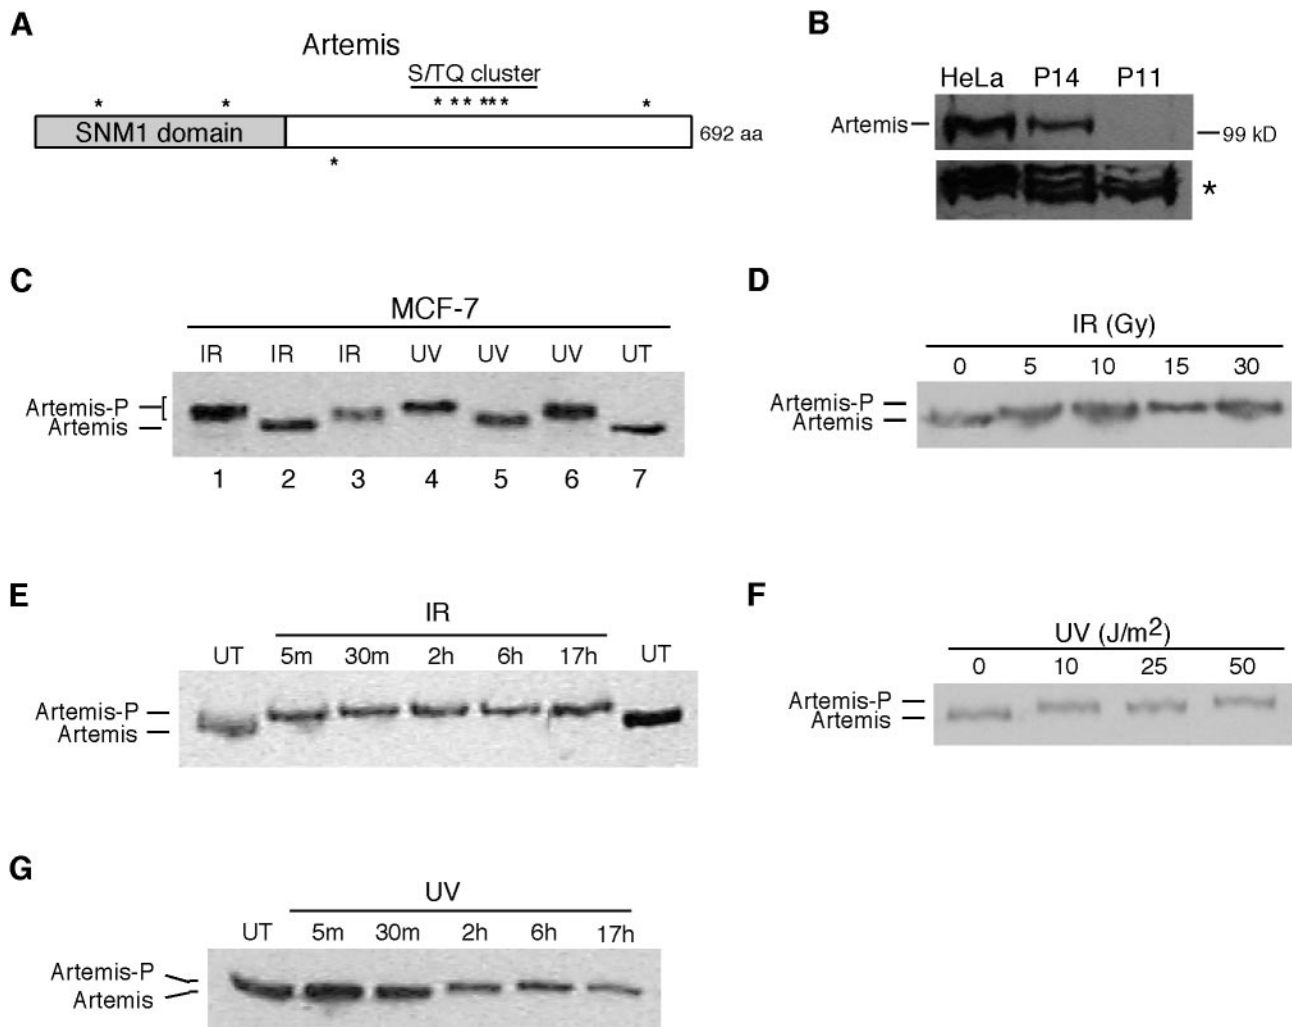 A
Artemis
S/TQ cluster
* * * * * * * * *
SNM1 domain
692 aa
*
B
HeLa P14 P11
Artemis
99 kD
*
C
MCF-7
IR IR IR UV UV UV UT
Artemis-P
Artemis
1 2 3 4 5 6 7
D
IR (Gy)
0 5 10 15 30
Artemis-P
Artemis
E
IR
UT 5m 30m 2h 6h 17h UT
Artemis-P
Artemis
F
UV (J/m2)
0 10 25 50
Artemis-P
Artemis
G
UV
UT 5m 30m 2h 6h 17h
Artemis-P
Artemis